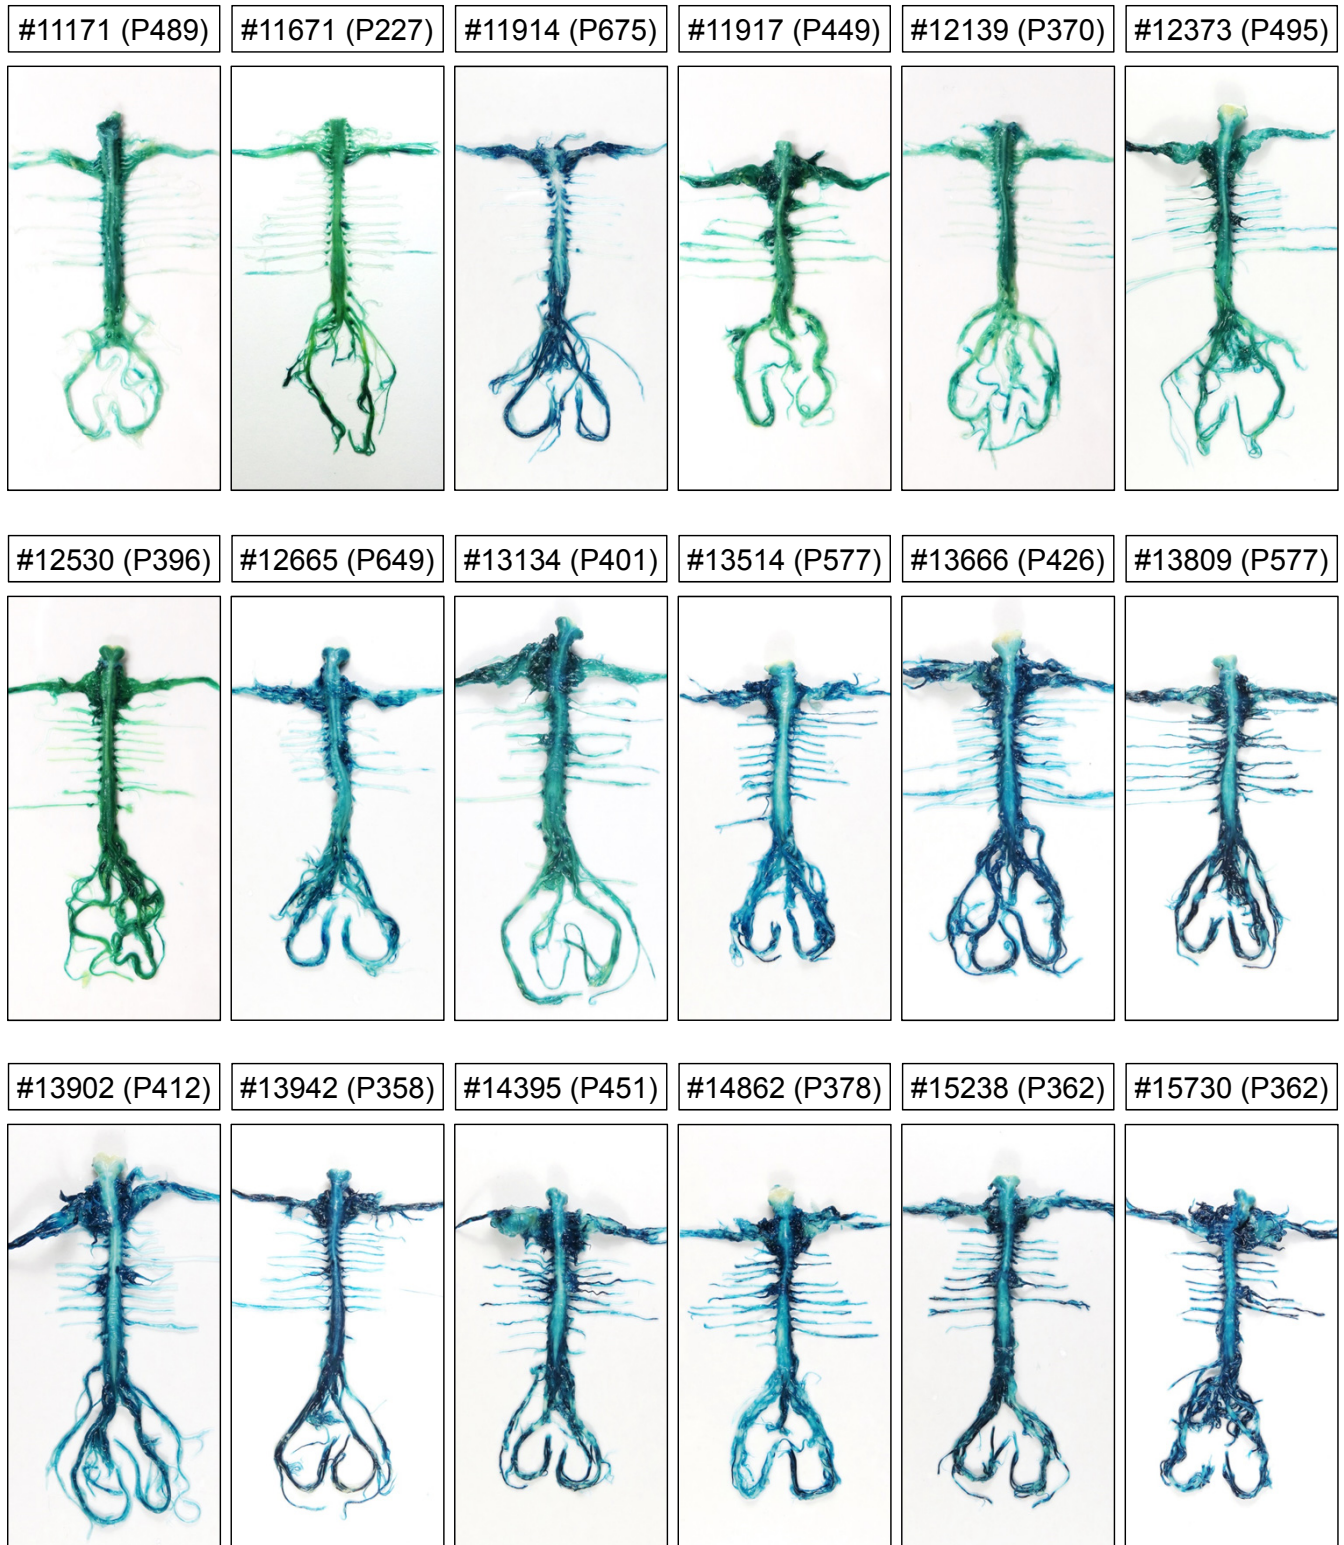 #11171 (P489)
#11671 (P227)
#11914 (P675)
#11917 (P449)
#12139 (P370)
#12373 (P495)
#12530 (P396)
#12665 (P649)
#13134 (P401)
#13514 (P577)
#13666 (P426)
#13809 (P577)
#13902 (P412)
#13942 (P358)
#14395 (P451)
#14862 (P378)
#15238 (P362)
#15730 (P362)